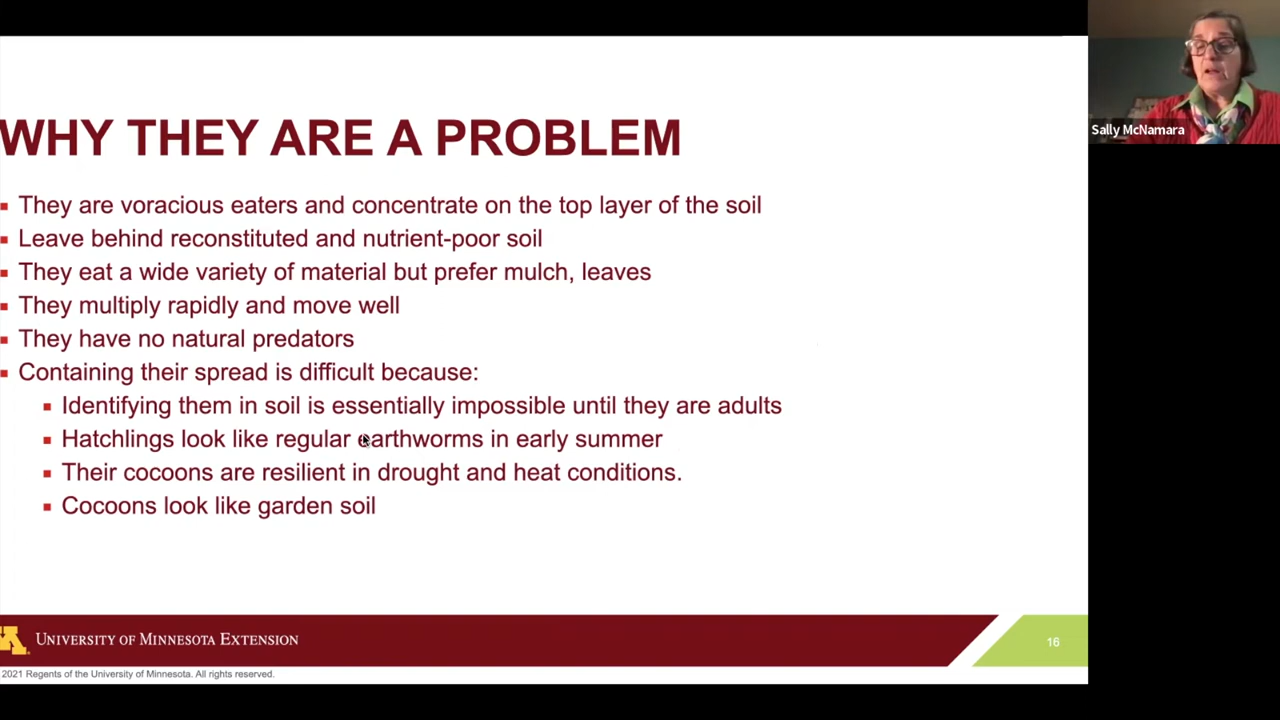 WHY THEY ARE A PROBLEM
They are voracious eaters and concentrate on the top layer of the soil
Leave behind reconstituted and nutrient-poor soil
They eat a wide variety of material but prefer mulch, leaves
They multiply rapidly and move well
They have no natural predators
Containing their spread is difficult because:
Identifying them in soil is essentially impossible until they are adults
Hatchlings look like regular earthworms in early summer
Their cocoons are resilient in drought and heat conditions.
Cocoons look like garden soil
UNIVERSITY OF MINNESOTA EXTENSION
16
2021 Regents of the University of Minnesota. All rights reserved.
Sally McNamara